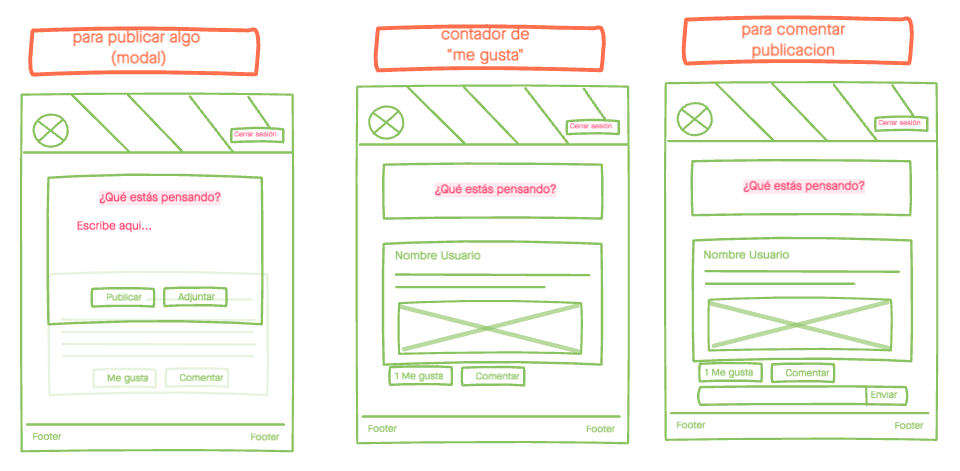 para publicar algo
(modal)
Cerrar sesión
¿Qué estás pensando?
Escribe aqui...
Publicar
Adjuntar
Me gusta
Comentar
Footer
Footer
contador de
"me gusta"
Cerrar sesión
¿Qué estás pensando?
Nombre Usuario
1 Me gusta
Comentar
Footer
Footer
para comentar
publicacion
Cerrar sesión
¿Qué estás pensando?
Nombre Usuario
1 Me gusta
Comentar
Enviar
Footer
Footer